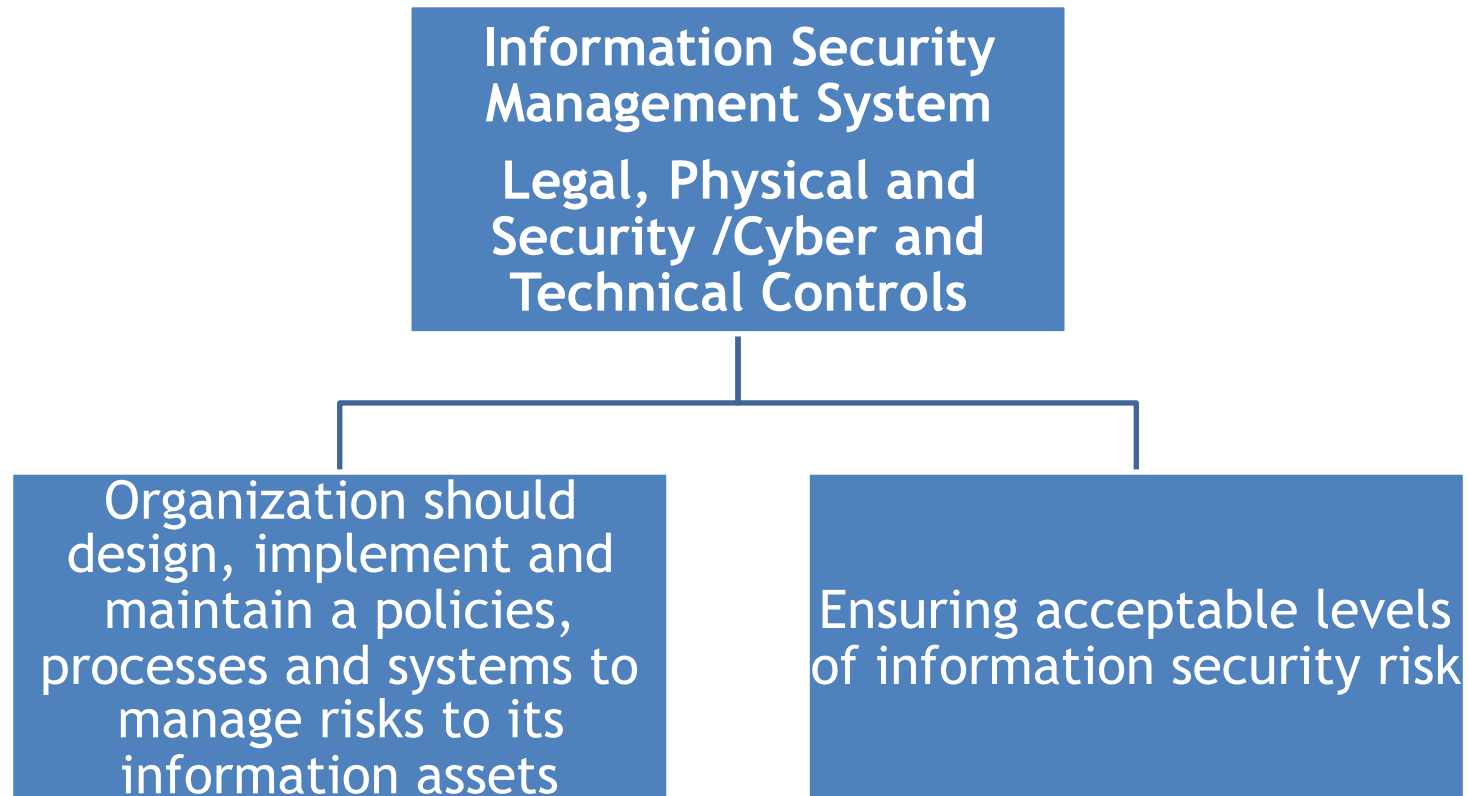 Information Security
Management System
Legal, Physical and
Security /Cyber and
Technical Controls
Organization should
design, implement and
maintain a policies,
processes and systems to
manage risks to its
information assets
Ensuring acceptable levels
of information security risk